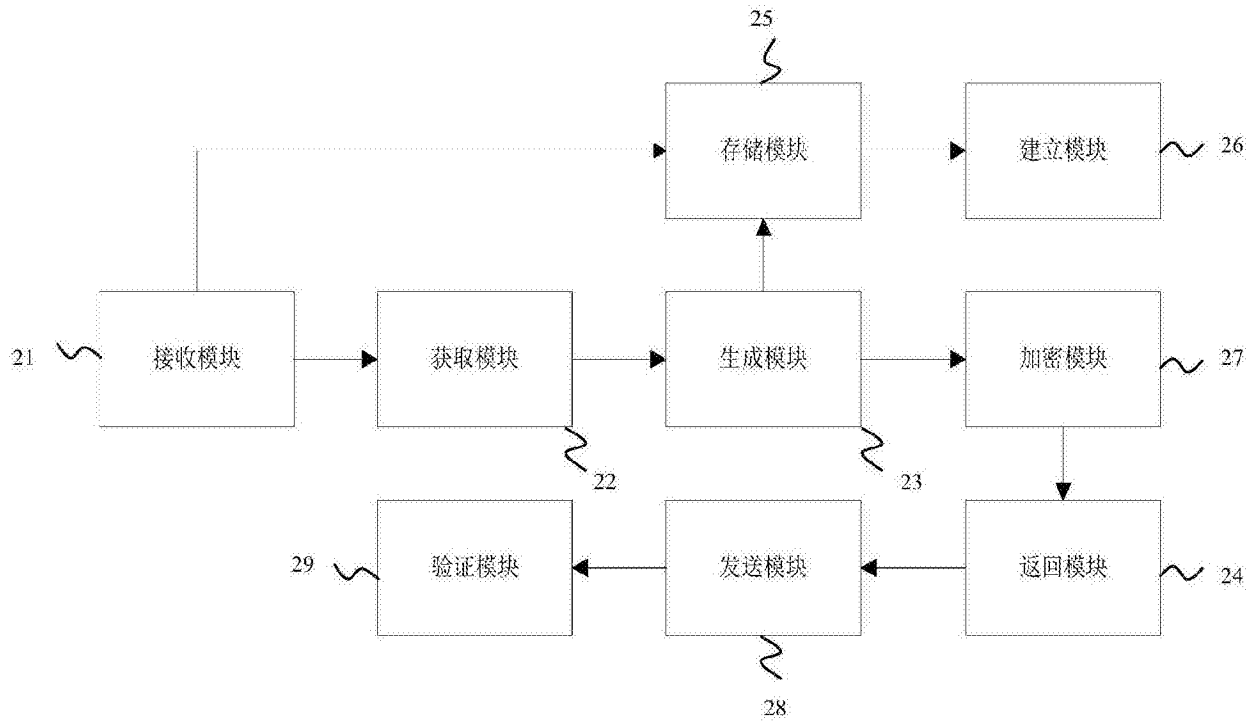 25
存储模块
建立模块
26
21
接收模块
获取模块
生成模块
加密模块
27
22
23
29
验证模块
发送模块
返回模块
24
28